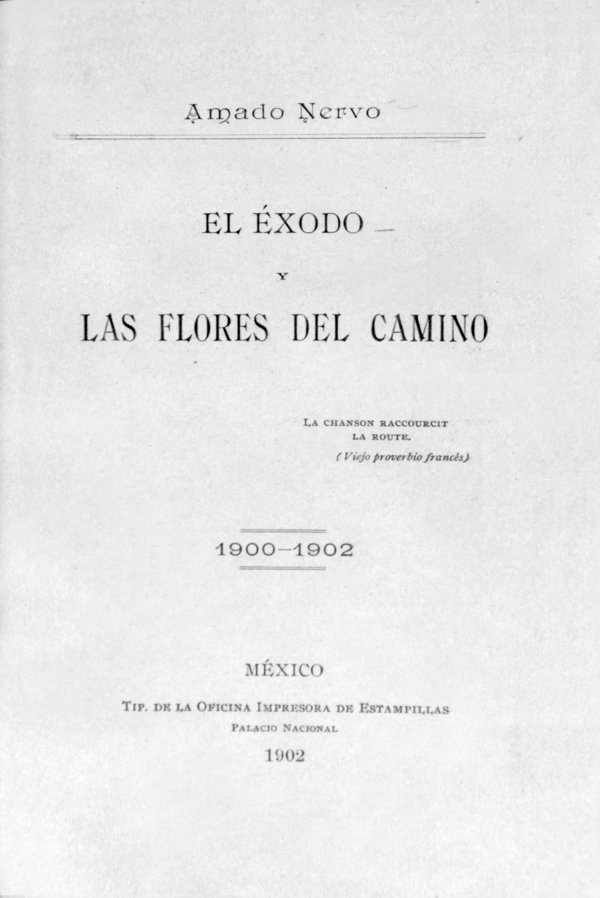 Amado Nervo
EL ÉXODO
Y
LAS FLORES DEL CAMINO
LA CHANSON RACCOURCIT
LA ROUTE.
(Viejo proverbio francés)
1900–1902
MÉXICO
TIP. DE LA OFICINA IMPRESORA DE ESTAMPILLAS
PALACIO NACIONAL
1902